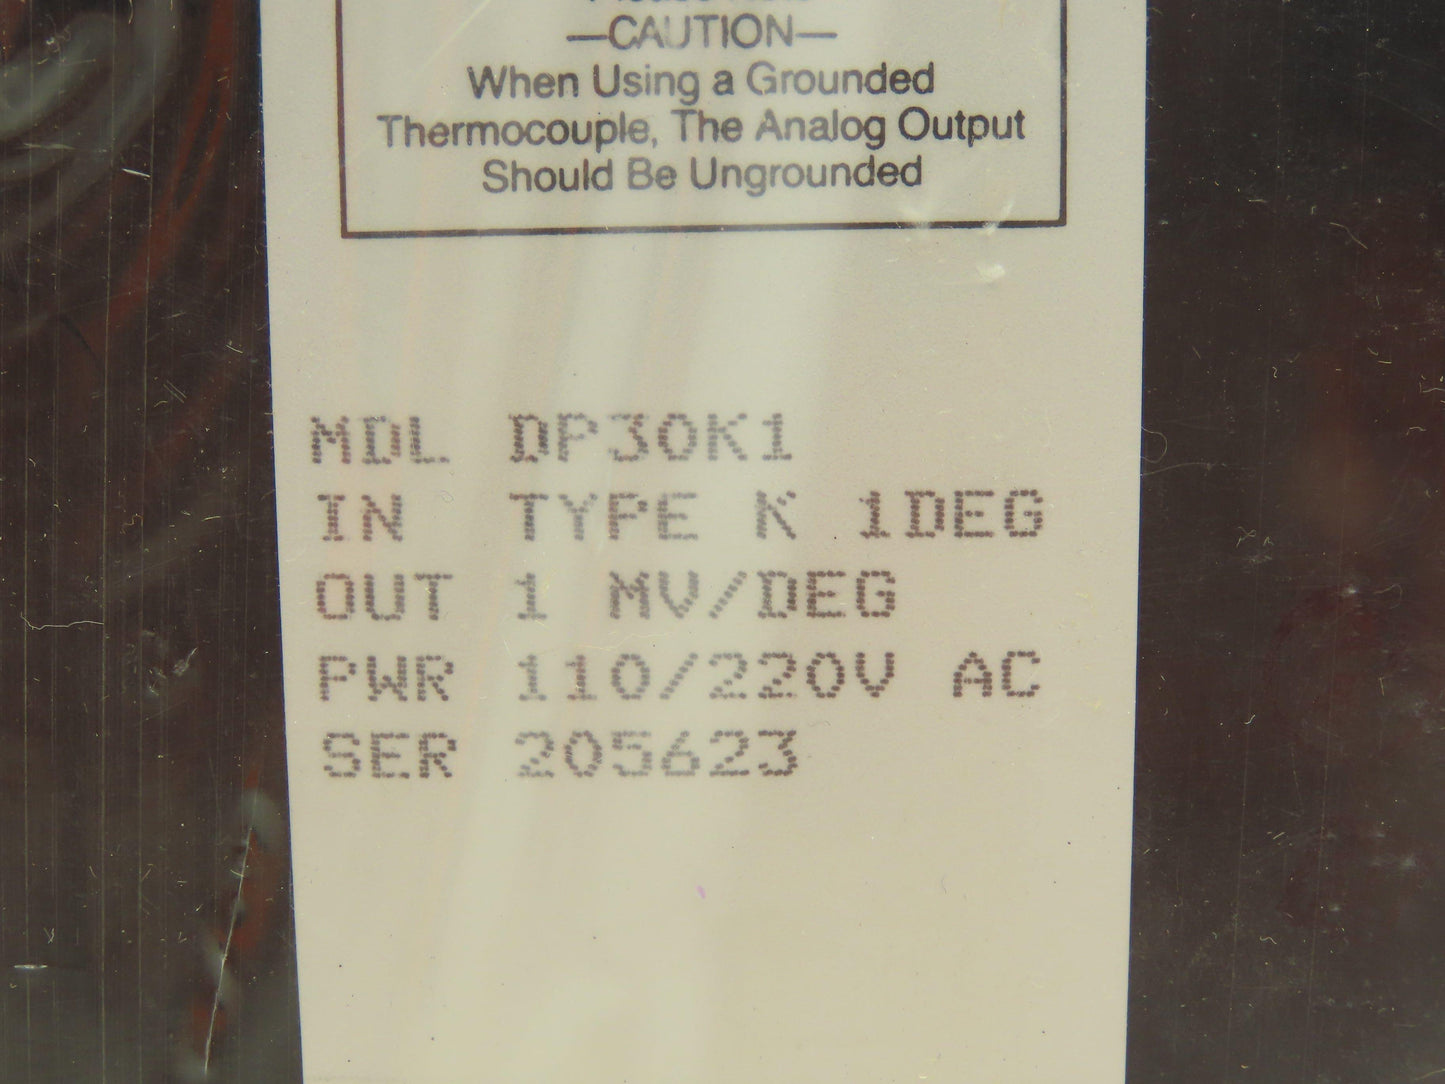 —CAUTION—
When Using a Grounded
Thermocouple, The Analog Output
Should Be Ungrounded
MDL DP30K1
IN TYPE K 1DEG
OUT 1 MV/DEG
PWR 110/220V AC
SER 205623